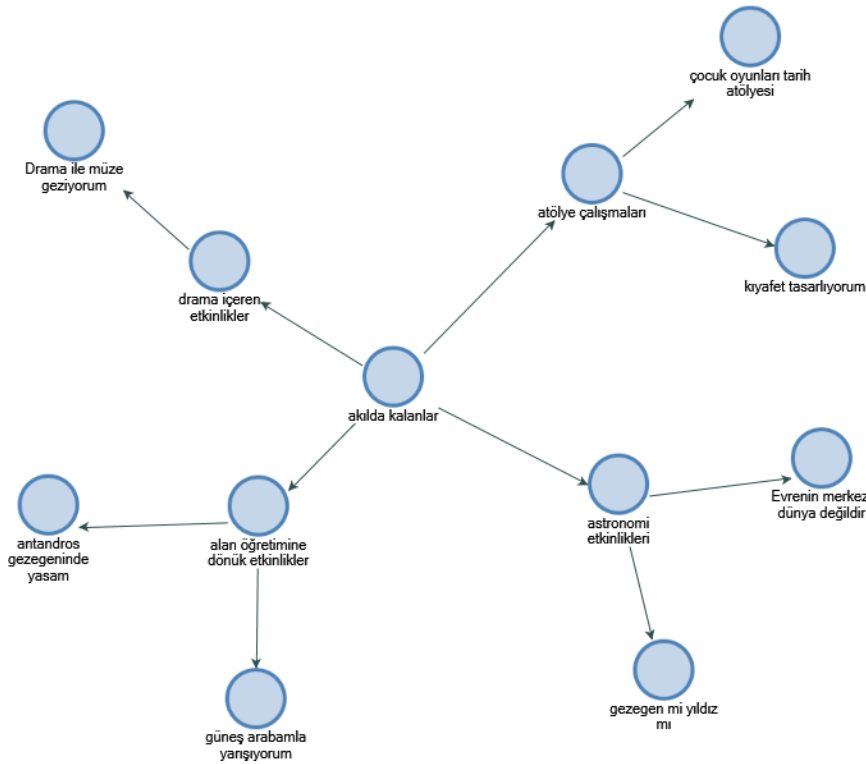 çocuk oyunları tarih
atölyesi
Drama ile müze
geziyorum
atölye çalışmaları
kıyafet tasarlıyorum
drama içeren
etkinlikler
akılda kalanlar
Evrenin merkez
dünya değildir
astronomi
etkinlikleri
antandros
gezegeninde
yasam
alan öğretimine
dönük etkinlikler
gezegen mi yıldız
mı
güneş arabamla
yarışıyorum